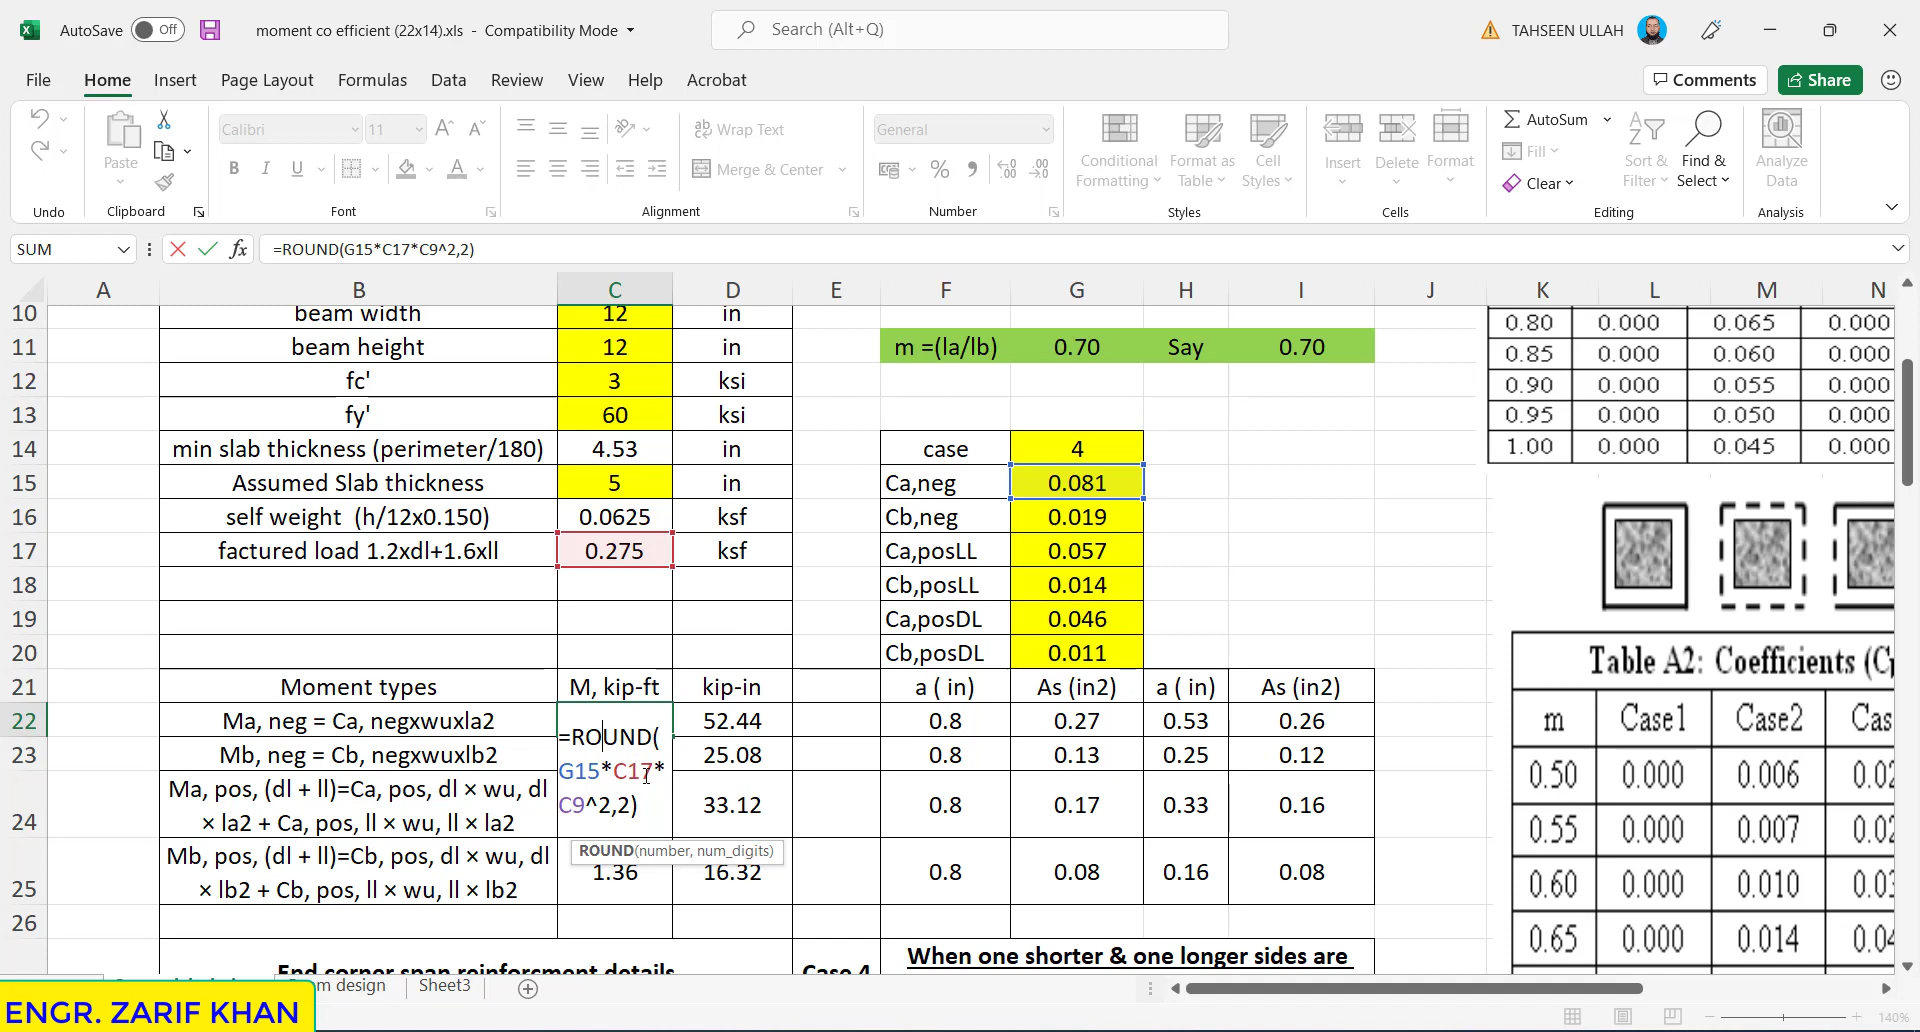 AutoSave Off moment co efficient (22x14).xls - Compatibility Mode Search (Alt+Q) TAHSEEN ULLAH
File Home Insert Page Layout Formulas Data Review View Help Acrobat Comments Share
Calibri 11 Wrap Text General AutoSum
Paste B I U Merge & Center % Conditional Formatting Format as Table Cell Styles Insert Delete Format Fill Clear Sort & Filter Find & Select Analyze Data
Undo Clipboard Font Alignment Number Styles Cells Editing Analysis
SUM fx =ROUND(G15*C17*C9^2,2)
A B C D E F G H I J K L M N
10 beam width 12 in 0.80 0.000 0.065 0.000
11 beam height 12 in m =(la/lb) 0.70 Say 0.70 0.85 0.000 0.060 0.000
12 fc' 3 ksi 0.90 0.000 0.055 0.000
13 fy' 60 ksi 0.95 0.000 0.050 0.000
14 min slab thickness (perimeter/180) 4.53 in case 4 1.00 0.000 0.045 0.000
15 Assumed Slab thickness 5 in Ca,neg 0.081
16 self weight (h/12x0.150) 0.0625 ksf Cb,neg 0.019
17 factured load 1.2xdl+1.6xll 0.275 ksf Ca,posLL 0.057
18 Cb,posLL 0.014
19 Ca,posDL 0.046
20 Cb,posDL 0.011 Table A2: Coefficients (C
21 Moment types M, kip-ft kip-in a ( in) As (in2) a ( in) As (in2)
22 Ma, neg = Ca, negxwuxla2 =ROUND( 52.44 0.8 0.27 0.53 0.26 m Case1 Case2 Cas
23 Mb, neg = Cb, negxwuxlb2 G15*C17* 25.08 0.8 0.13 0.25 0.12 0.50 0.000 0.006
24 Ma, pos, (dl + ll)=Ca, pos, dl × wu, dl
× la2 + Ca, pos, ll × wu, ll × la2 C9^2,2) 33.12 0.8 0.17 0.33 0.16 0.55 0.000 0.007
ROUND(number, num_digits)
25 Mb, pos, (dl + ll)=Cb, pos, dl × wu, dl
× lb2 + Cb, pos, ll × wu, ll × lb2 1.36 16.32 0.8 0.08 0.16 0.08 0.60 0.000 0.010
26 0.65 0.000 0.014
End corner span reinforcment details Case 4 When one shorter & one longer sides are
m design Sheet3
ENGR. ZARIF KHAN 140%